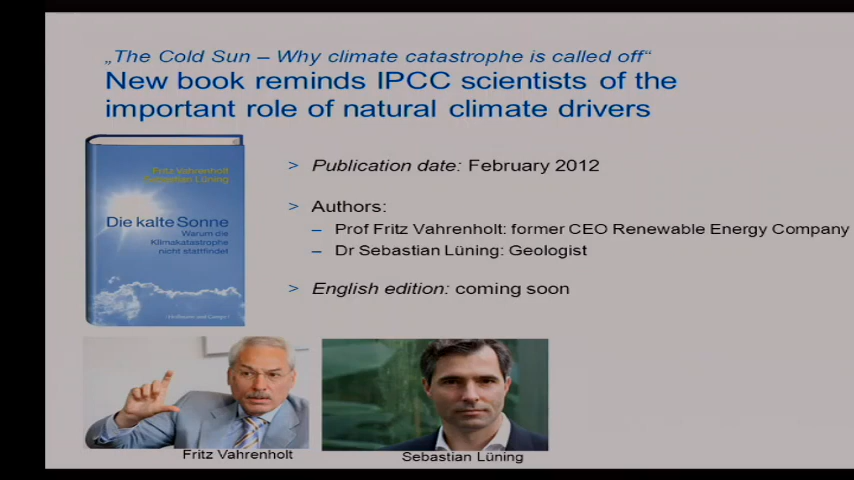 „The Cold Sun – Why climate catastrophe is called off“
New book reminds IPCC scientists of the
important role of natural climate drivers
Fritz Vahrenholt
Sebastian Lüning
Die kalte Sonne
Warum die
Klimakatastrophe
nicht stattfindet
Hoffmann und Campe
> Publication date: February 2012
> Authors:
– Prof Fritz Vahrenholt: former CEO Renewable Energy Company
– Dr Sebastian Lüning: Geologist
> English edition: coming soon
Fritz Vahrenholt
Sebastian Lüning